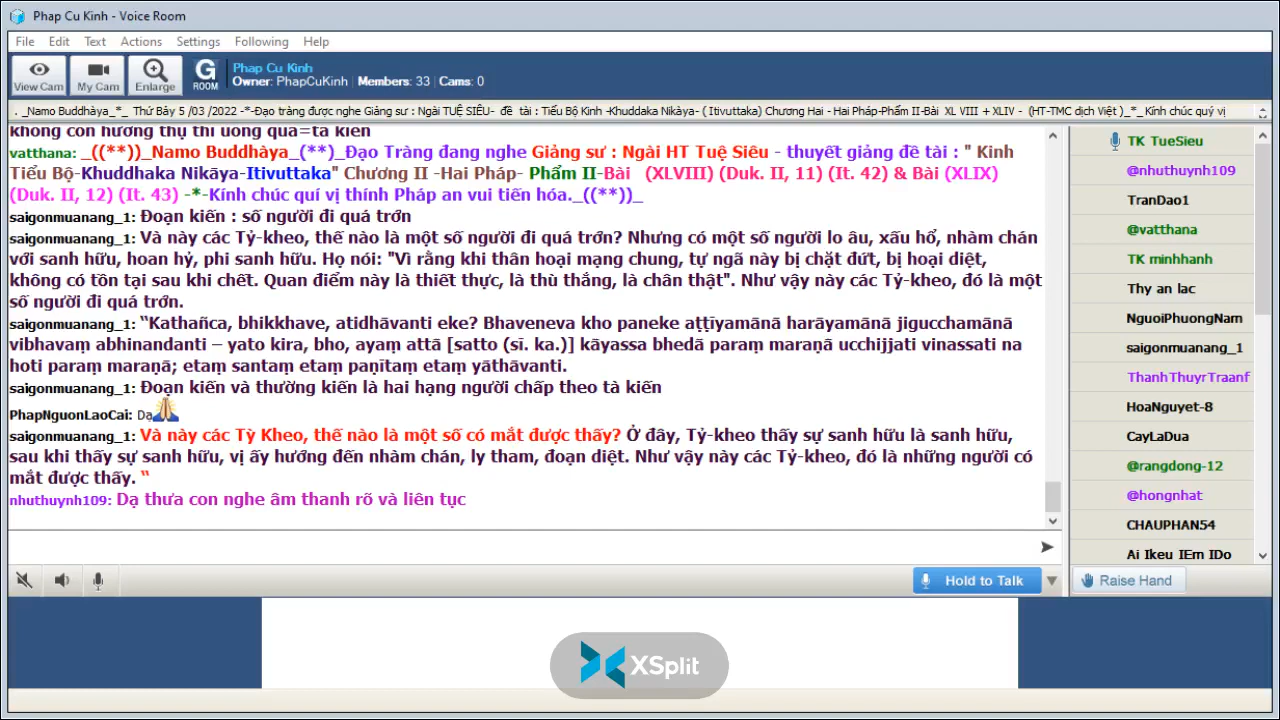 Phap Cu Kinh - Voice Room
File Edit Text Actions Settings Following Help
View Cam My Cam Enlarge G ROOM
Phap Cu Kinh
Owner: PhapCuKinh | Members: 33 | Cams: 0
. _Namo Buddhàya_*_ Thứ Bảy 5 /03 /2022 -*-Đạo tràng được nghe Giảng sư : Ngài TUỆ SIÊU- đề tài : Tiểu Bộ Kinh -Khuddaka Nikàya- ( Itivuttaka) Chương Hai - Hai Pháp-Phẩm II-Bài XL VIII + XLIV - (HT-TMC dịch Việt )_*_Kính chúc quý vị
không còn hưởng thụ thì uổng quá=tà kiến
vatthana: _((**))_Namo Buddhàya_(**)_Đạo Tràng đang nghe Giảng sư : Ngài HT Tuệ Siêu - thuyết giảng đề tài : " Kinh
Tiểu Bộ-Khuddhaka Nikāya-Itivuttaka" Chương II -Hai Pháp- Phẩm II-Bài (XLVIII) (Duk. II, 11) (It. 42) & Bài (XLIX)
(Duk. II, 12) (It. 43) -*-Kính chúc quí vị thính Pháp an vui tiến hóa._((**))_
saigonmuanang_1: Đoạn kiến : số người đi quá trớn
saigonmuanang_1: Và này các Tỷ-kheo, thế nào là một số người đi quá trớn? Nhưng có một số người lo âu, xấu hổ, nhàm chán
với sanh hữu, hoan hỷ, phi sanh hữu. Họ nói: "Vì rằng khi thân hoại mạng chung, tự ngã này bị chặt đứt, bị hoại diệt,
không có tồn tại sau khi chết. Quan điểm này là thiết thực, là thù thắng, là chân thật". Như vậy này các Tỷ-kheo, đó là một
số người đi quá trớn.
saigonmuanang_1: “Kathañca, bhikkhave, atidhāvanti eke? Bhaveneva kho paneke aṭṭīyamānā harāyamānā jigucchamānā
vibhavaṃ abhinandanti – yato kira, bho, ayaṃ attā [satto (sī. ka.)] kāyassa bhedā paraṃ maraṇā ucchijjati vinassati na
hoti paraṃ maraṇā; etaṃ santaṃ etaṃ paṇītaṃ etaṃ yāthāvanti.
saigonmuanang_1: Đoạn kiến và thường kiến là hai hạng người chấp theo tà kiến
PhapNguonLaoCai: Dạ
saigonmuanang_1: Và này các Tỳ Kheo, thế nào là một số có mắt được thấy? Ở đây, Tỷ-kheo thấy sự sanh hữu là sanh hữu,
sau khi thấy sự sanh hữu, vị ấy hướng đến nhàm chán, ly tham, đoạn diệt. Như vậy này các Tỷ-kheo, đó là những người có
mắt được thấy. “
nhuthuynh109: Dạ thưa con nghe âm thanh rõ và liên tục
TK TueSieu
@nhuthuynh109
TranDao1
@vatthana
TK minhhanh
Thy an lac
NguoiPhuongNam
saigonmuanang_1
ThanhThuyrTraanf
HoaNguyet-8
CayLaDua
@rangdong-12
@hongnhat
CHAUPHAN54
Ai Ikeu IEm IDo
Hold to Talk
Raise Hand
XSplit